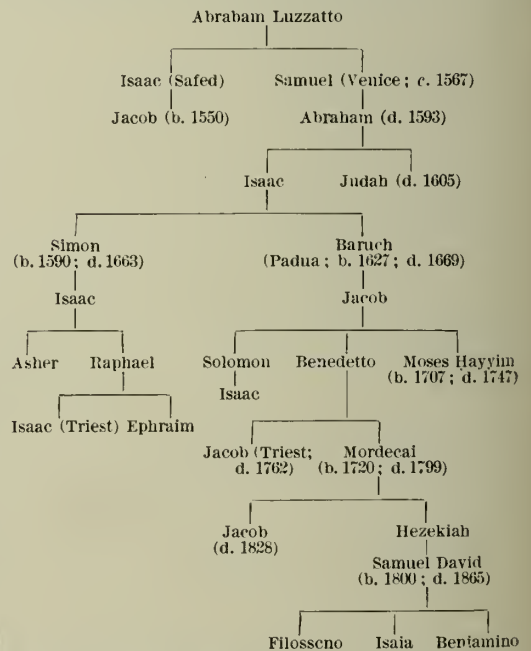 Abraham Luzzatto
Isaac (Safed) Samuel (Venice; c. 1567)
Jacob (b. 1550) Abraham (d. 1593)
Isaac Judah (d. 1605)
Simon Baruch
(b. 1590; d. 1663) (Padua; b. 1627; d. 1669)
Isaac Jacob
Asher Raphael Solomon Benedetto Moses Hayyim
(b. 1707; d. 1747)
Isaac
Isaac (Triest) Ephraim
Jacob (Triest; Mordecai
d. 1762) (b. 1720; d. 1799)
Jacob Hezekiah
(d. 1828)
Samuel David
(b. 1800; d. 1865)
Filosseno Isaia Beniamino